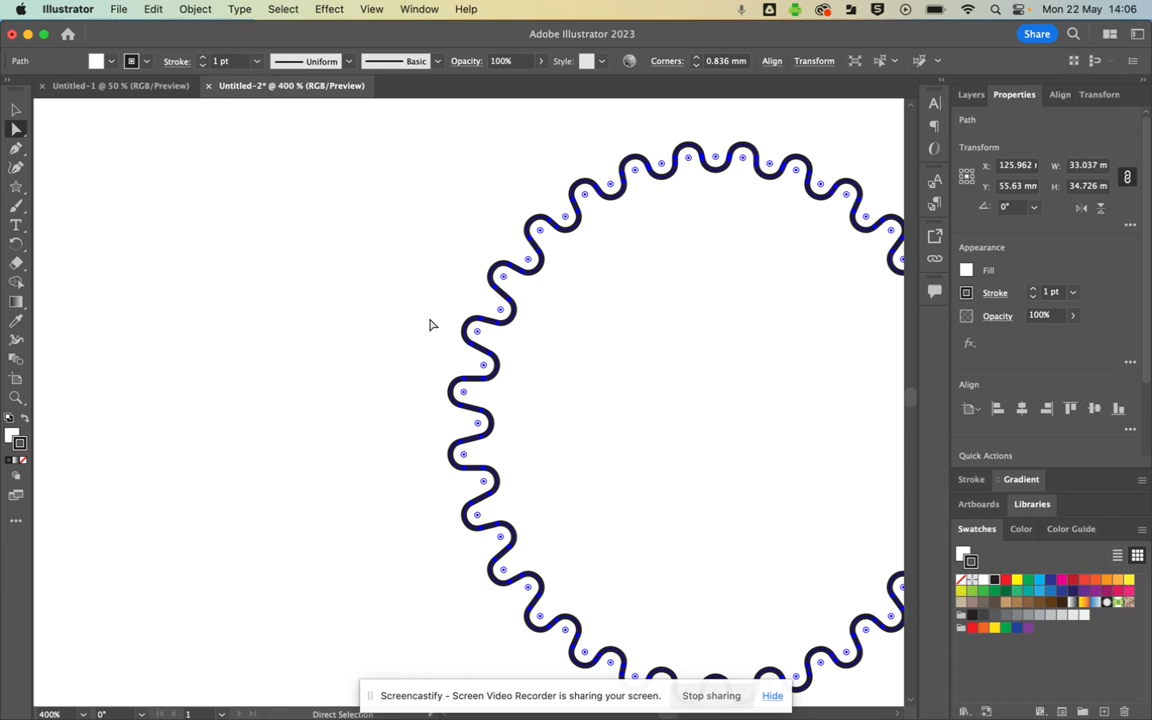 Illustrator File Edit Object Type Select Effect View Window Help Mon 22 May 14:06
Adobe Illustrator 2023 Share
Path Stroke: 1 pt Uniform Basic Opacity: 100% Style: Corners: 0.836 mm Align Transform
× Untitled-1 @ 50 % (RGB/Preview) × Untitled-2* @ 400 % (RGB/Preview)
Layers Properties Align Transform
Path
Transform
X: 125.962 W: 33.037 m
Y: 55.63 mm H: 34.726 m
0°
Appearance
Fill
Stroke 1 pt
Opacity 100%
fx.
Align
Quick Actions
Stroke Gradient
Artboards Libraries
Swatches Color Color Guide
Screencastify - Screen Video Recorder is sharing your screen. Stop sharing Hide
400% 0° 1 Direct Selection